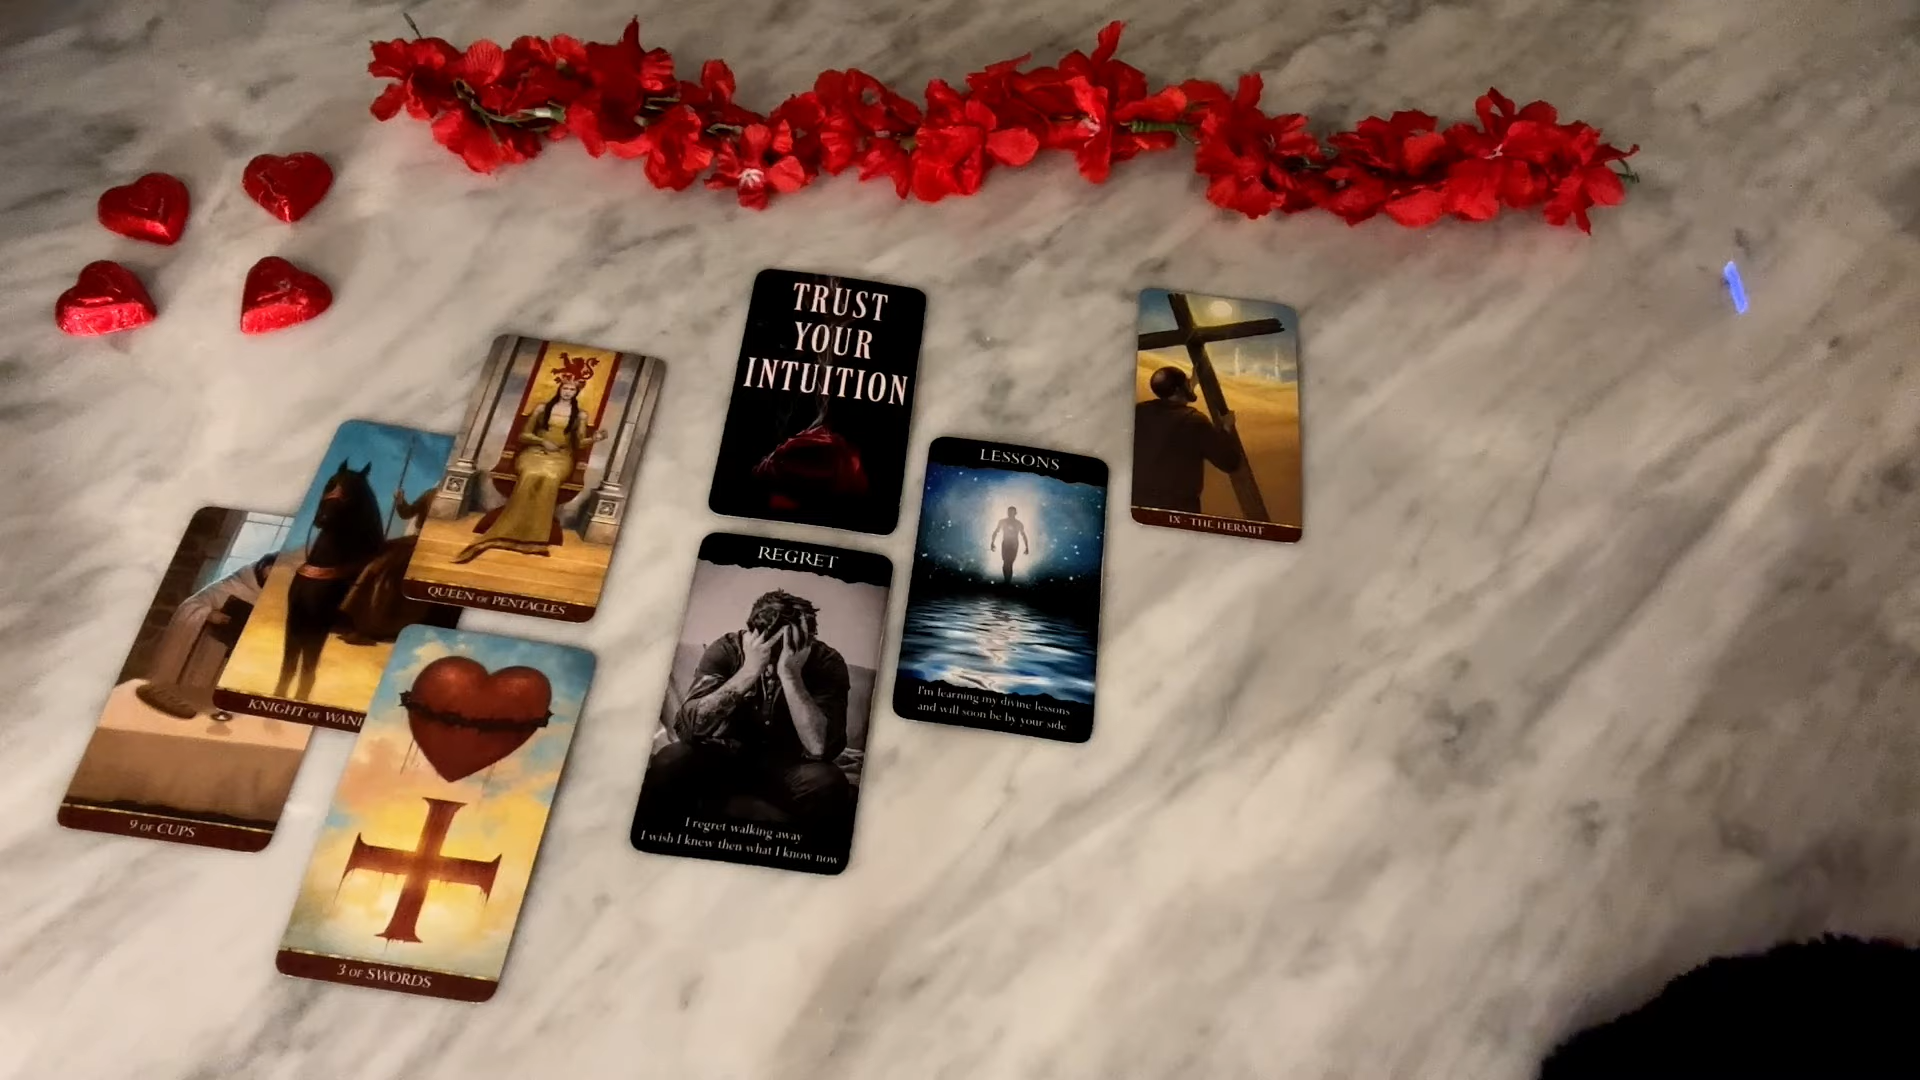 TRUST
YOUR
INTUITION
LESSONS
I'm learning my divine lessons
and will soon be by your side
IX · THE HERMIT
QUEEN OF PENTACLES
KNIGHT OF WAN
9 OF CUPS
3 OF SWORDS
REGRET
I regret walking away
I wish I knew then what I know now